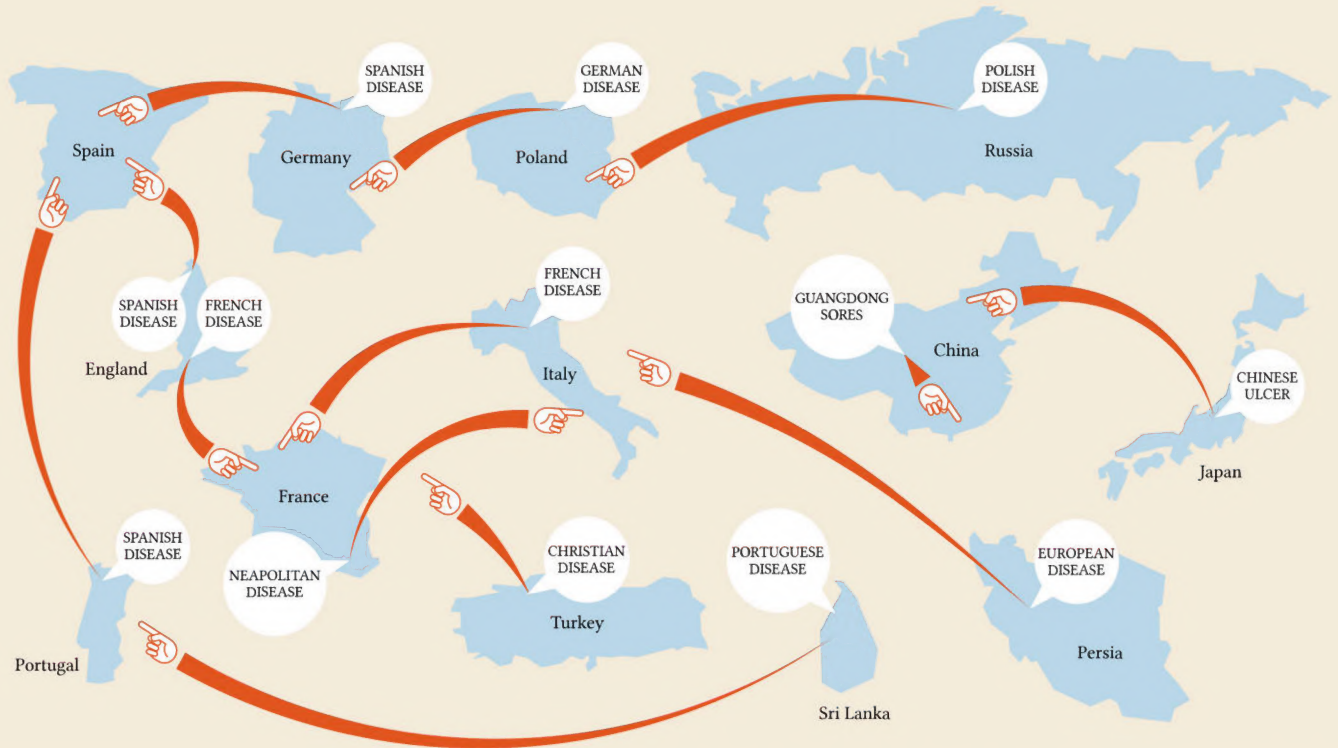 SPANISH
DISEASE
GERMAN
DISEASE
POLISH
DISEASE
Spain
Germany
Poland
Russia
SPANISH
DISEASE
FRENCH
DISEASE
England
FRENCH
DISEASE
Italy
GUANGDONG
SORES
China
CHINESE
ULCER
Japan
France
SPANISH
DISEASE
Portugal
NEAPOLITAN
DISEASE
CHRISTIAN
DISEASE
Turkey
PORTUGUESE
DISEASE
Sri Lanka
EUROPEAN
DISEASE
Persia